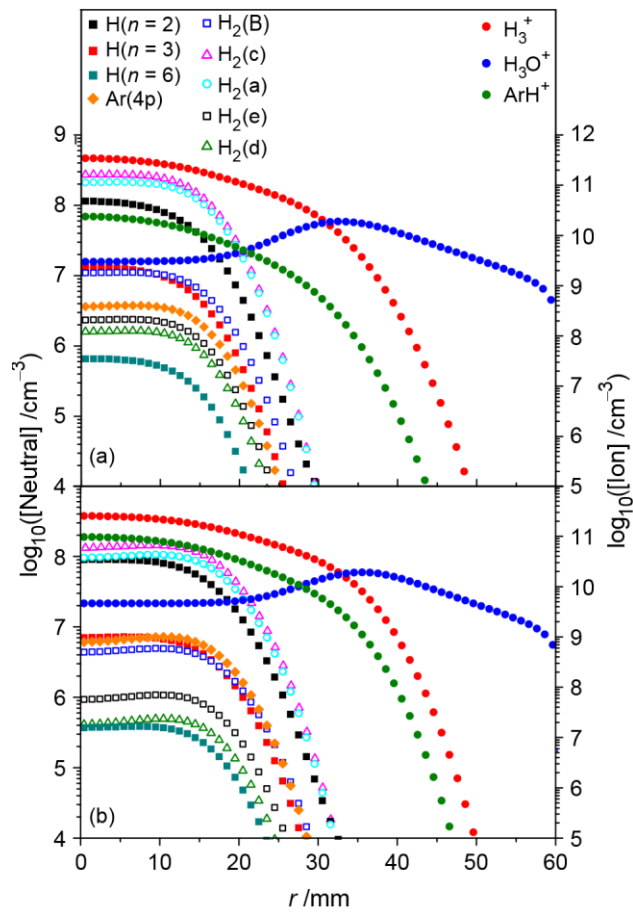 H(n = 2)
H(n = 3)
H(n = 6)
Ar(4p)
H₂(B)
H₂(c)
H₂(a)
H₂(e)
H₂(d)
H₃⁺
H₃O⁺
ArH⁺
9
8
7
6
5
4
12
11
10
9
8
7
6
5
(a)
8
7
6
5
4
11
10
9
8
7
6
5
(b)
log₁₀([Neutral] /cm⁻³)
log₁₀([Ion] /cm⁻³)
0 10 20 30 40 50 60
r /mm